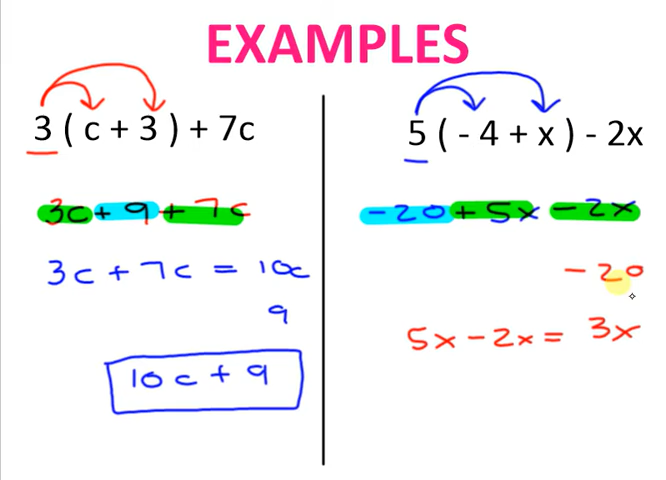 EXAMPLES
3 ( c + 3 ) + 7c
3c + 9 + 7c
3c + 7c = 10c
9
10c + 9
5 ( - 4 + x ) - 2x
-20 + 5x - 2x
-20
5x - 2x = 3x